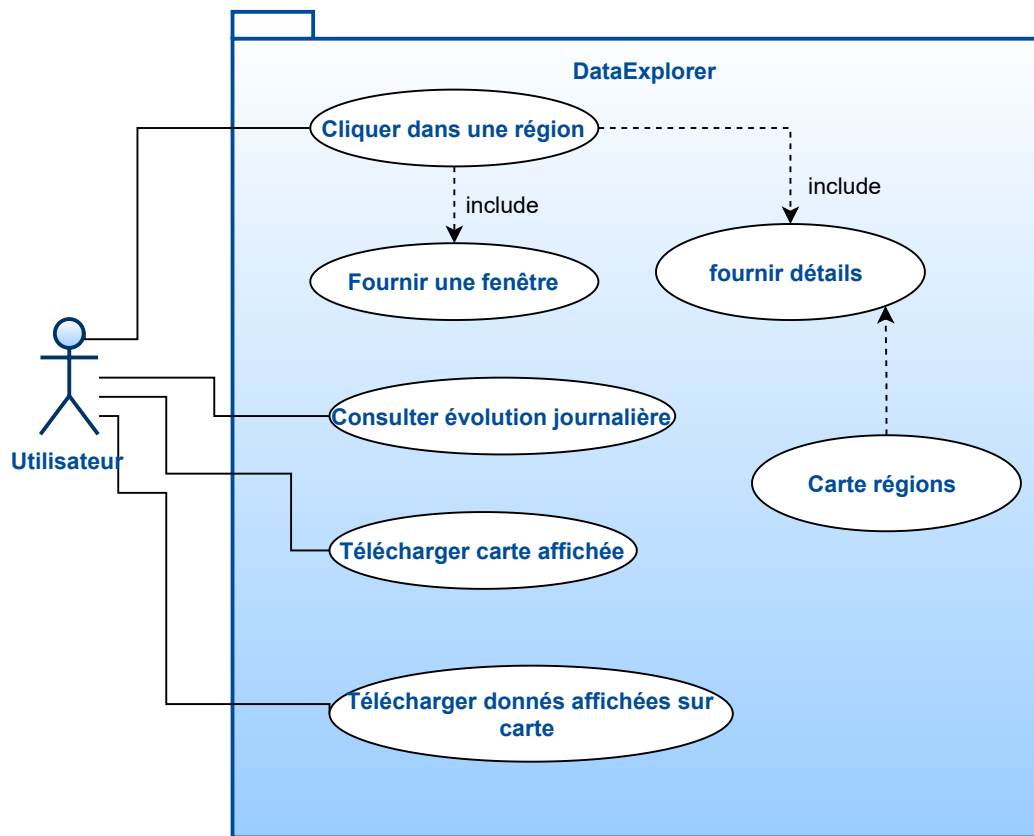 DataExplorer
Cliquer dans une région
include
include
Fournir une fenêtre
fournir détails
Consulter évolution journalière
Utilisateur
Carte régions
Télécharger carte affichée
Télécharger donnés affichées sur
carte